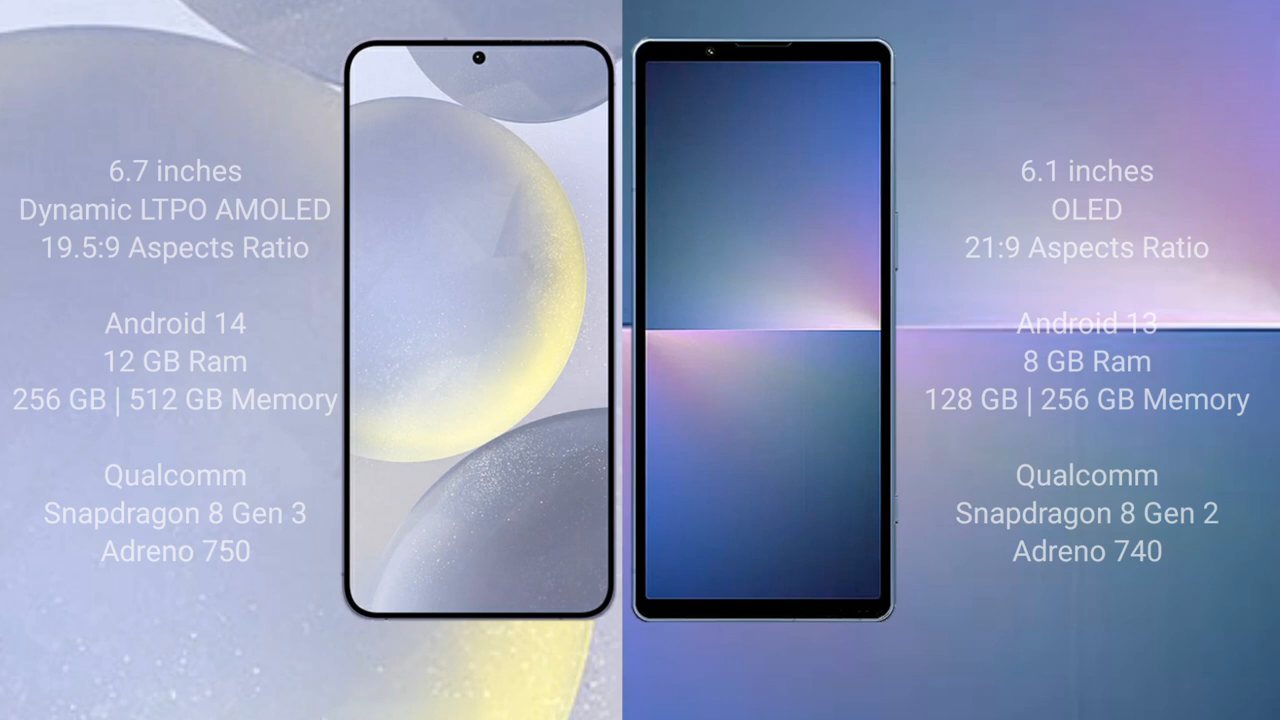 6.7 inches
Dynamic LTPO AMOLED
19.5:9 Aspects Ratio
Android 14
12 GB Ram
256 GB | 512 GB Memory
Qualcomm
Snapdragon 8 Gen 3
Adreno 750
6.1 inches
OLED
21:9 Aspects Ratio
Android 13
8 GB Ram
128 GB | 256 GB Memory
Qualcomm
Snapdragon 8 Gen 2
Adreno 740